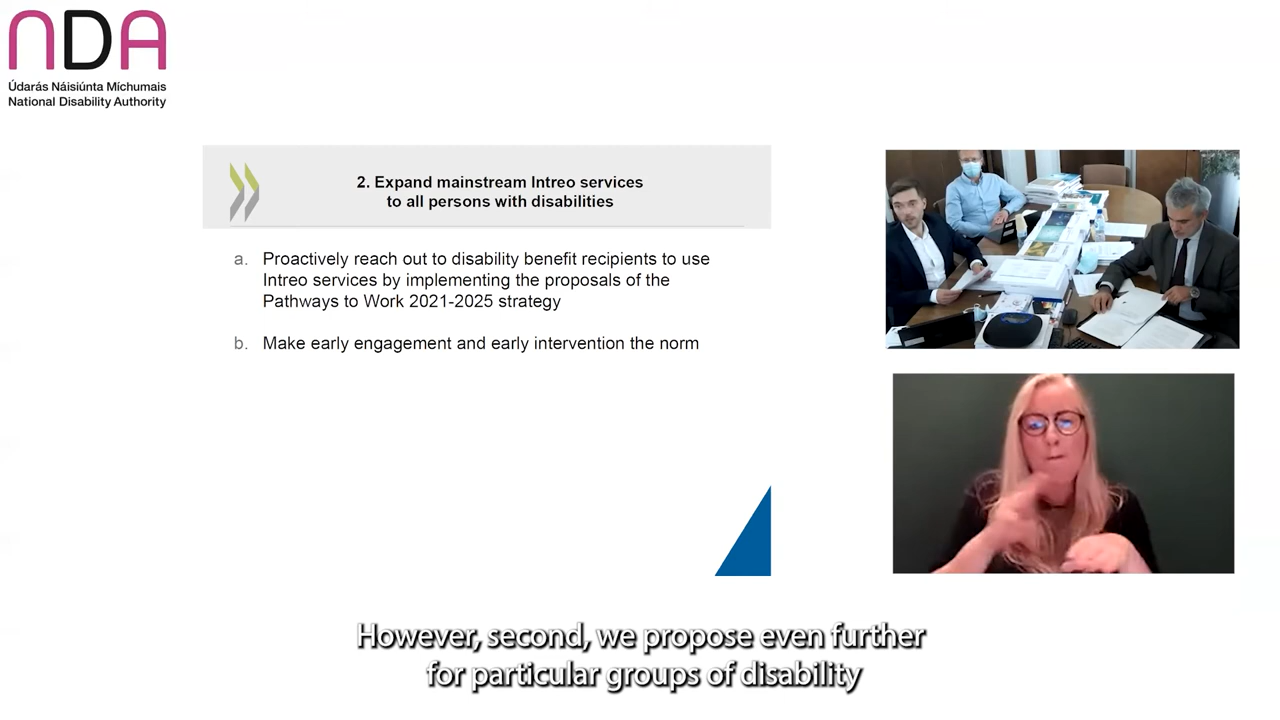 NDA
Údarás Náisiúnta Míchumais
National Disability Authority
2. Expand mainstream Intreo services
to all persons with disabilities
a. Proactively reach out to disability benefit recipients to use
Intreo services by implementing the proposals of the
Pathways to Work 2021-2025 strategy
b. Make early engagement and early intervention the norm
However, second, we propose even further
for particular groups of disability